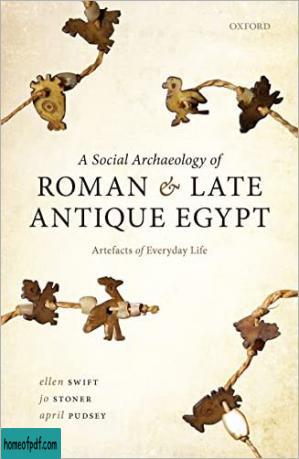 OXFORD
A Social Archaeology of
ROMAN & LATE
ANTIQUE EGYPT
Artefacts of Everyday Life
ellen SWIFT
jo STONER
april PUDSEY
homeofpdf.com